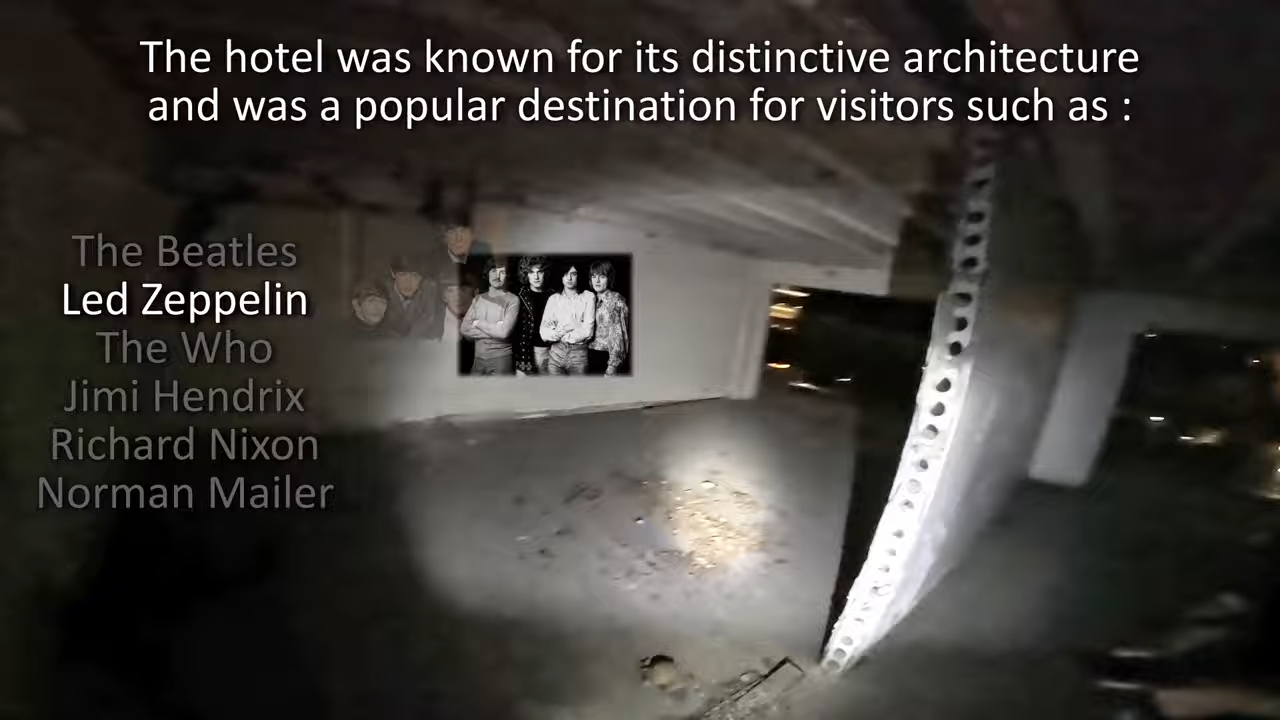 The hotel was known for its distinctive architecture
and was a popular destination for visitors such as :
The Beatles
Led Zeppelin
The Who
Jimi Hendrix
Richard Nixon
Norman Mailer